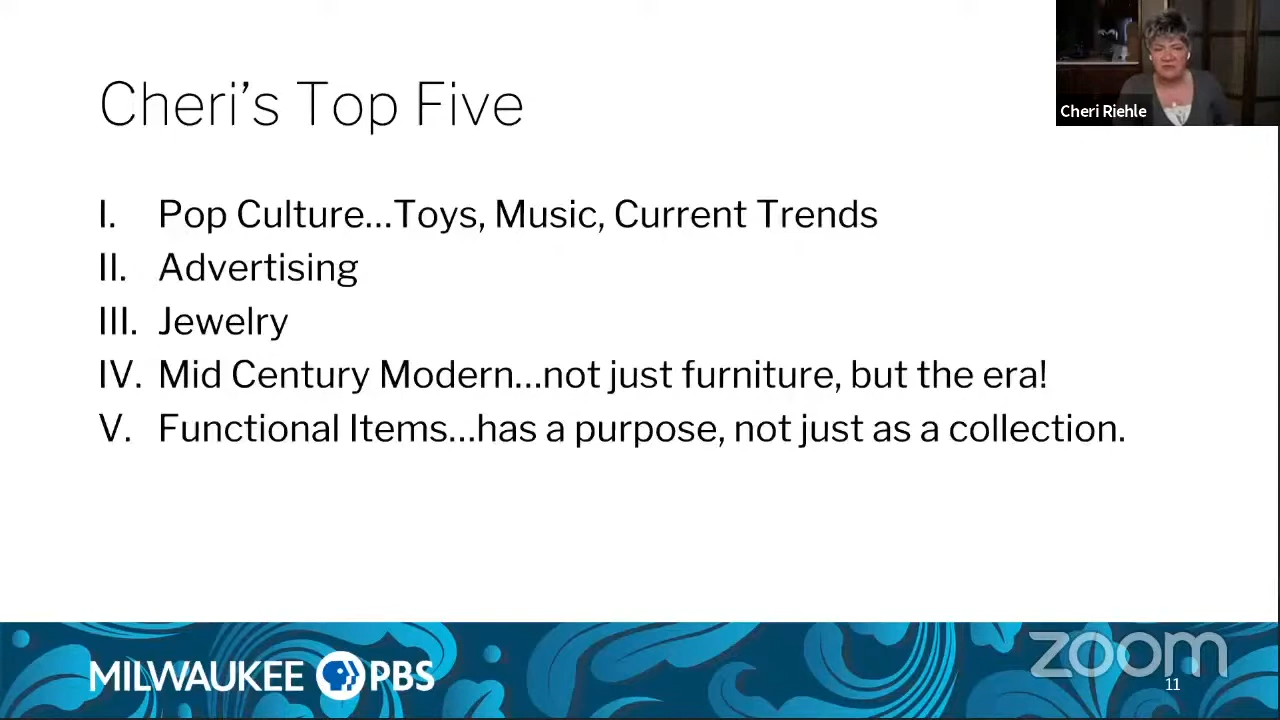 Cheri's Top Five
Cheri Riehle
I. Pop Culture...Toys, Music, Current Trends
II. Advertising
III. Jewelry
IV. Mid Century Modern...not just furniture, but the era!
V. Functional Items...has a purpose, not just as a collection.
MILWAUKEE PBS
zoom
11